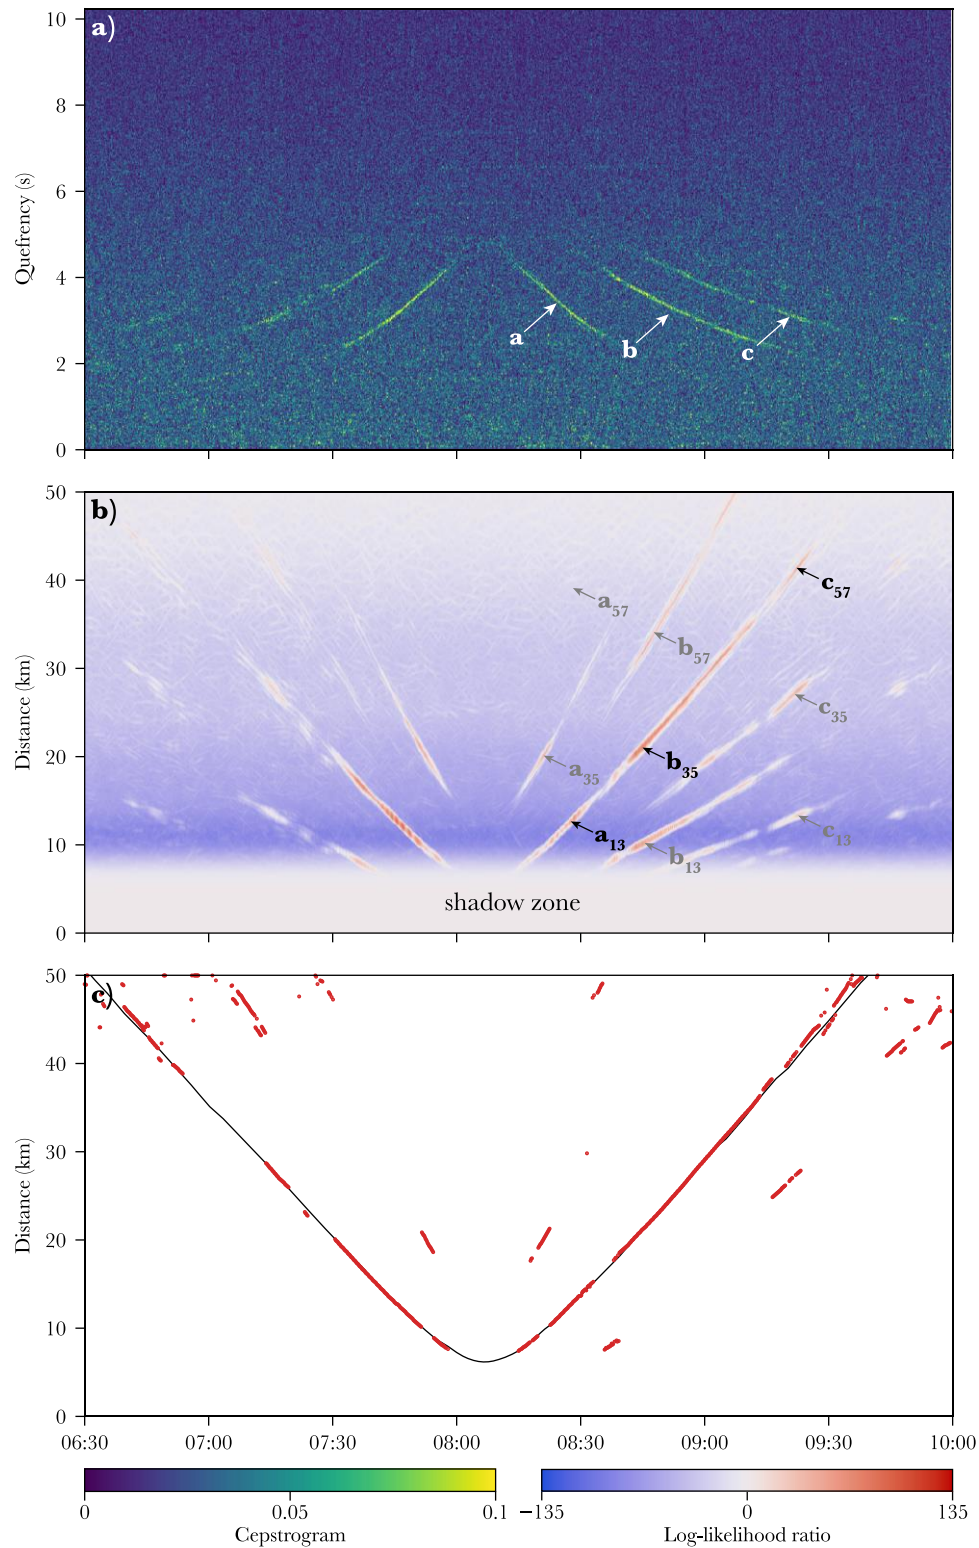 a)
10
8
6
4
2
0
Quefrency (s)
a
b
c
b)
50
40
30
20
10
0
Distance (km)
a57
b57
c57
c35
b35
a35
a13
b13
c13
shadow zone
c)
50
40
30
20
10
0
Distance (km)
06:30 07:00 07:30 08:00 08:30 09:00 09:30 10:00
0 0.05 0.1
Cepstrogram
−135 0 135
Log-likelihood ratio